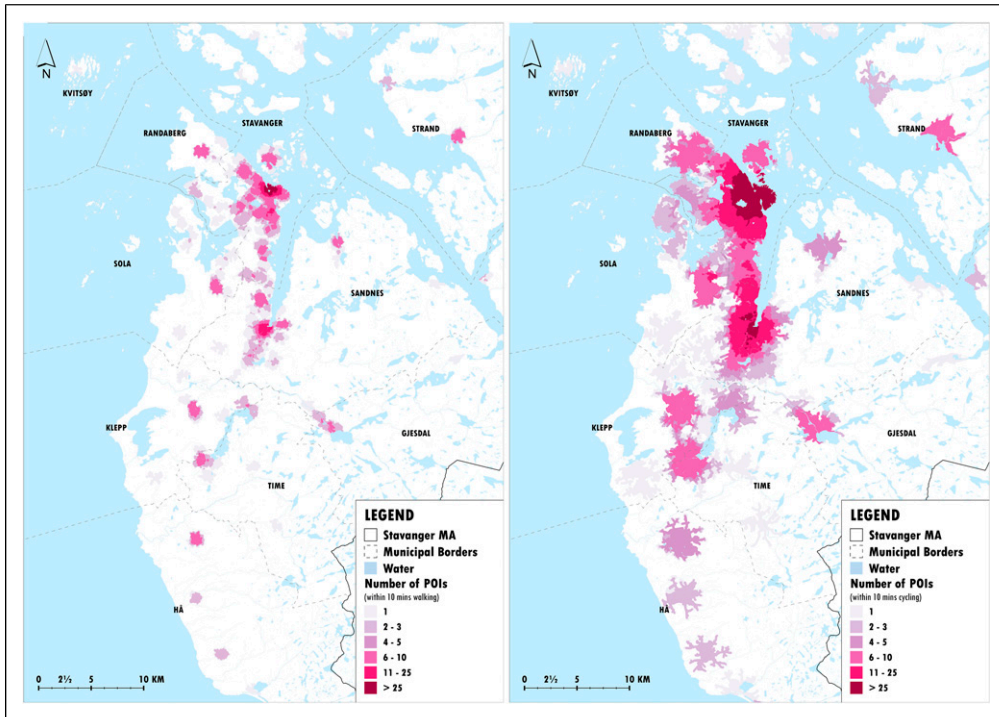 N
KVITSØY
STAVANGER
RANDABERG
STRAND
SOLA
SANDNES
KLEPP
GJESDAL
TIME
HÅ
LEGEND
Stavanger MA
Municipal Borders
Water
Number of POIs
(within 10 mins walking)
1
2 - 3
4 - 5
6 - 10
11 - 25
> 25
0 2½ 5 10 KM
N
KVITSØY
STAVANGER
RANDABERG
STRAND
SOLA
SANDNES
KLEPP
GJESDAL
TIME
HÅ
LEGEND
Stavanger MA
Municipal Borders
Water
Number of POIs
(within 10 mins cycling)
1
2 - 3
4 - 5
6 - 10
11 - 25
> 25
0 2½ 5 10 KM